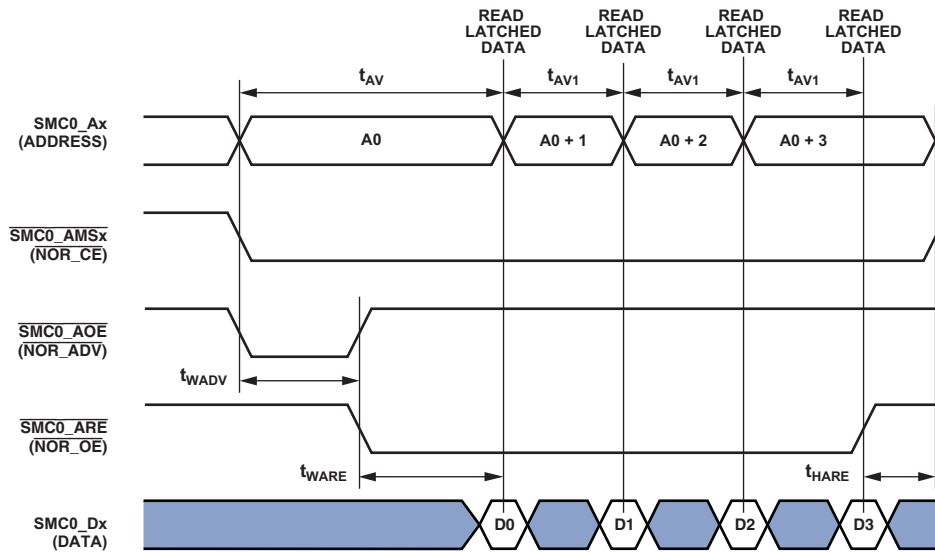 READ LATCHED DATA
READ LATCHED DATA
READ LATCHED DATA
READ LATCHED DATA
tAV
tAV1
tAV1
tAV1
SMC0_Ax
(ADDRESS)
A0
A0 + 1
A0 + 2
A0 + 3
SMC0_AMSx
(NOR_CE)
SMC0_AOE
(NOR_ADV)
tWADV
SMC0_ARE
(NOR_OE)
tWARE
tHARE
SMC0_Dx
(DATA)
D0
D1
D2
D3